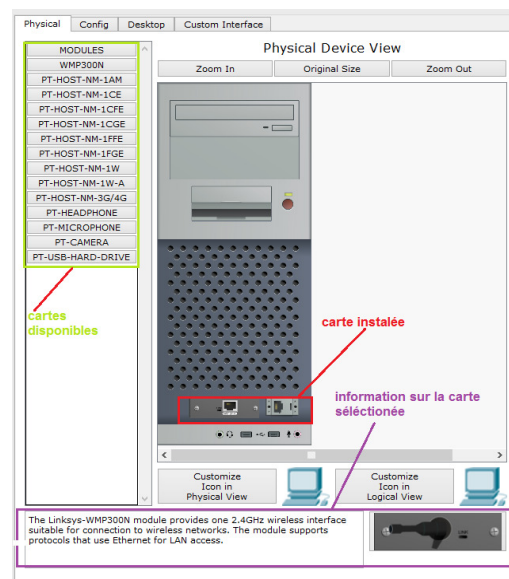 Physical Config Desktop Custom Interface
MODULES
WMP300N
PT-HOST-NM-1AM
PT-HOST-NM-1CE
PT-HOST-NM-1CFE
PT-HOST-NM-1CGE
PT-HOST-NM-1FFE
PT-HOST-NM-1FGE
PT-HOST-NM-1W
PT-HOST-NM-1W-A
PT-HOST-NM-3G/4G
PT-HEADPHONE
PT-MICROPHONE
PT-CAMERA
PT-USB-HARD-DRIVE
cartes
disponibles
Physical Device View
Zoom In Original Size Zoom Out
carte instalée
information sur la carte
séléctionée
Customize
Icon in
Physical View
Customize
Icon in
Logical View
The Linksys-WMP300N module provides one 2.4GHz wireless interface
suitable for connection to wireless networks. The module supports
protocols that use Ethernet for LAN access.